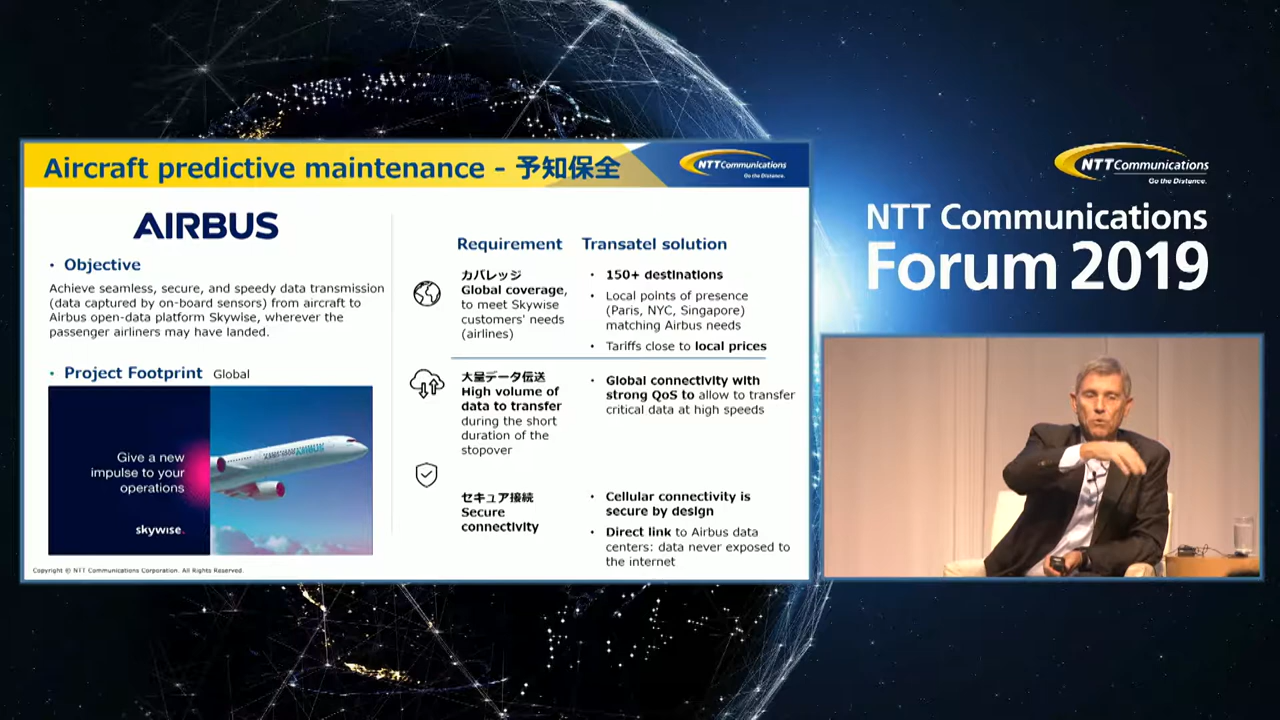 Aircraft predictive maintenance - 予知保全
NTT Communications
Go the Distance.
AIRBUS
• Objective
Achieve seamless, secure, and speedy data transmission
(data captured by on-board sensors) from aircraft to
Airbus open-data platform Skywise, wherever the
passenger airliners may have landed.
• Project Footprint Global
Give a new
impulse to your
operations
skywise.
AIRBUS
Requirement
Transatel solution
カバレッジ
Global coverage,
to meet Skywise
customers' needs
(airlines)
• 150+ destinations
• Local points of presence
(Paris, NYC, Singapore)
matching Airbus needs
• Tariffs close to local prices
大量データ伝送
High volume of
data to transfer
during the short
duration of the
stopover
• Global connectivity with
strong QoS to allow to transfer
critical data at high speeds
セキュア接続
Secure
connectivity
• Cellular connectivity is
secure by design
• Direct link to Airbus data
centers: data never exposed to
the internet
Copyright © NTT Communications Corporation. All Rights Reserved.
NTT Communications
Go the Distance.
NTT Communications
Forum 2019